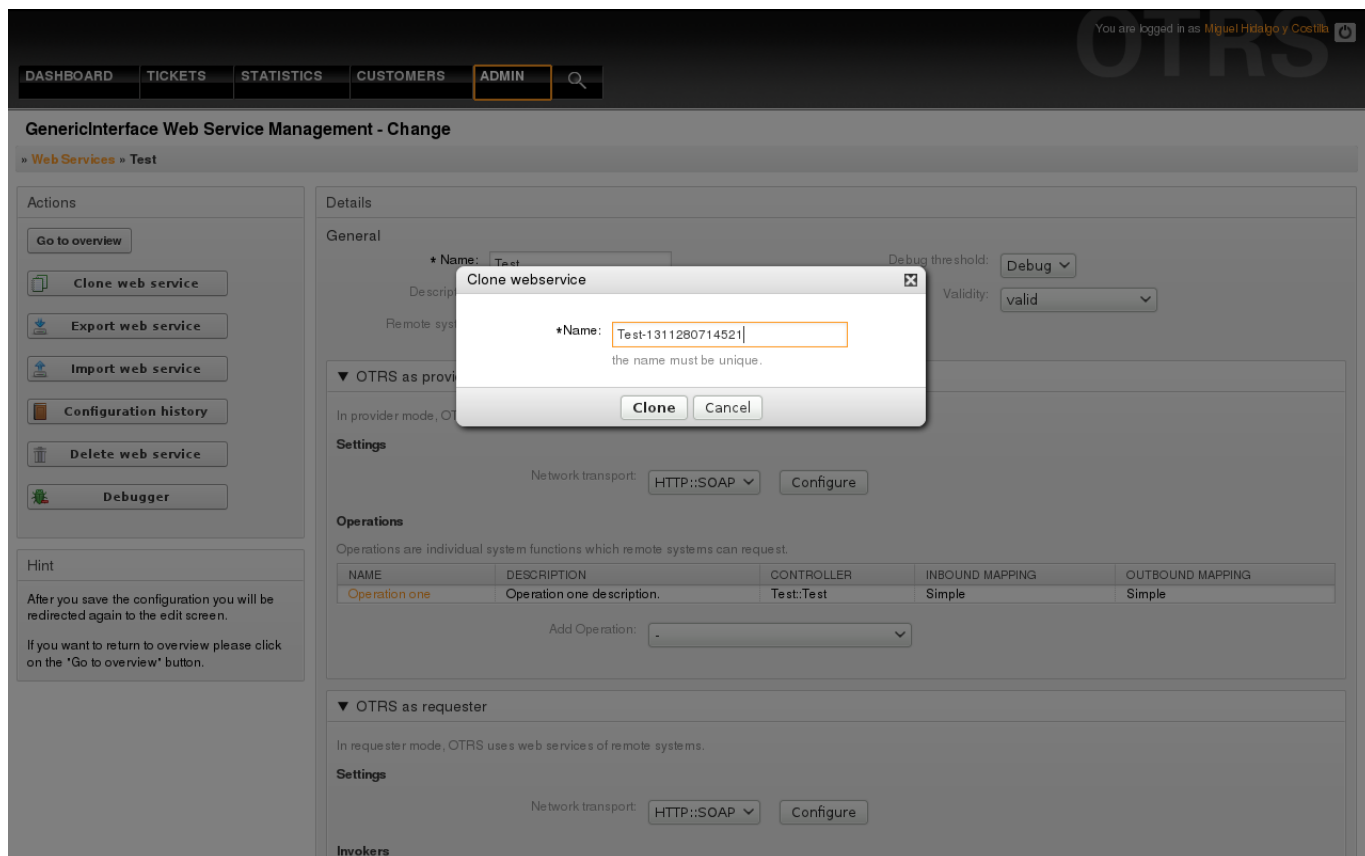 OTRS
You are logged in as Miguel Hidalgo y Costilla
DASHBOARD TICKETS STATISTICS CUSTOMERS ADMIN
GenericInterface Web Service Management - Change
» Web Services » Test
Actions
Go to overview
Clone web service
Export web service
Import web service
Configuration history
Delete web service
Debugger
Hint
After you save the configuration you will be
redirected again to the edit screen.
If you want to return to overview please click
on the "Go to overview" button.
Details
General
* Name: Test
Debug threshold: Debug
Validity: valid
Clone webservice
*Name: Test-1311280714521
the name must be unique.
Clone Cancel
▼ OTRS as provi
In provider mode, OT
Settings
Network transport: HTTP::SOAP Configure
Operations
Operations are individual system functions which remote systems can request.
NAME DESCRIPTION CONTROLLER INBOUND MAPPING OUTBOUND MAPPING
Operation one Operation one description. Test::Test Simple Simple
Add Operation: -
▼ OTRS as requester
In requester mode, OTRS uses web services of remote systems.
Settings
Network transport: HTTP::SOAP Configure
Invokers